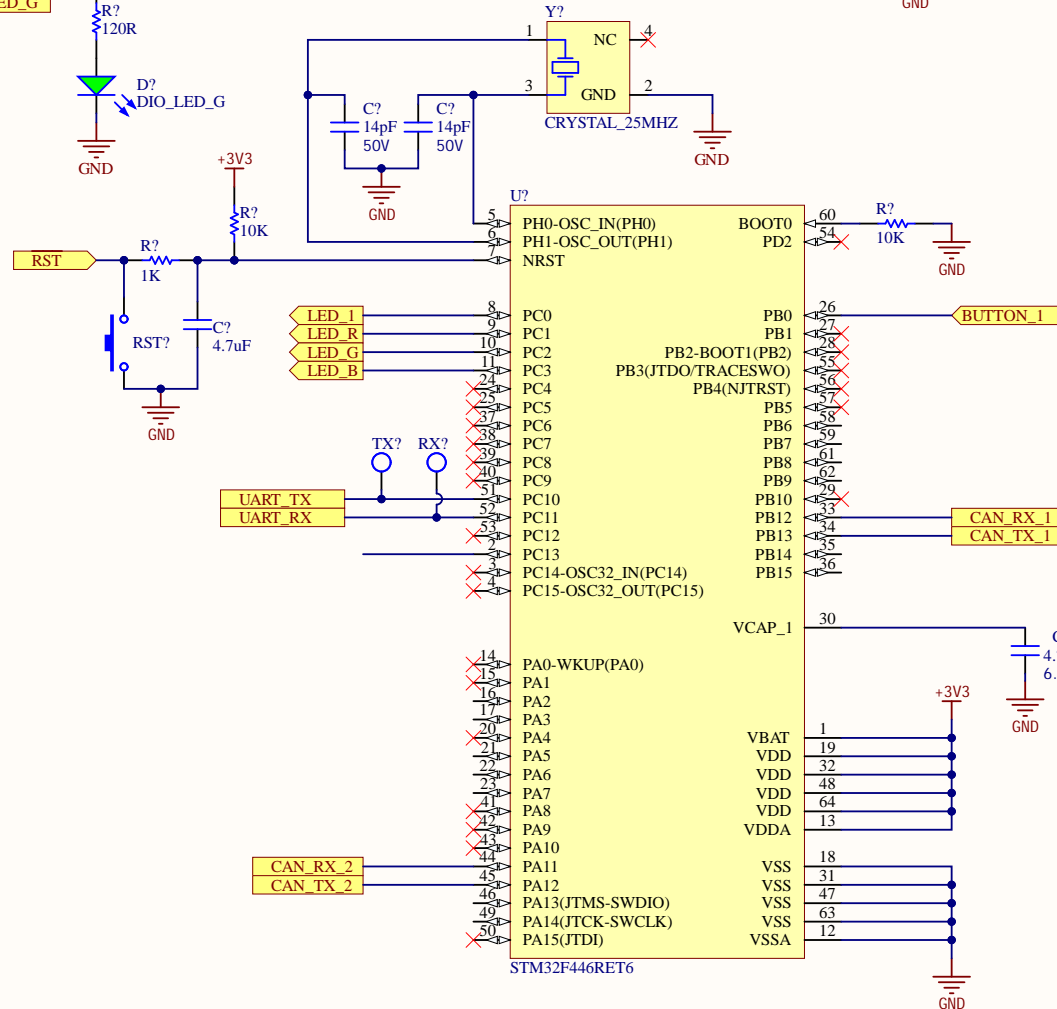 R?
120R
D?
DIO_LED_G
GND
GND
Y?
1
NC
4
3
GND
2
CRYSTAL_25MHZ
GND
C?
14pF
50V
C?
14pF
50V
GND
+3V3
R?
10K
RST
R?
1K
RST?
C?
4.7uF
GND
U?
5 PH0-OSC_IN(PH0)
6 PH1-OSC_OUT(PH1)
7 NRST
LED_1 8 PC0
LED_R 9 PC1
LED_G 10 PC2
LED_B 11 PC3
24 PC4
25 PC5
37 PC6
38 PC7
39 PC8
40 PC9
TX? RX?
UART_TX 51 PC10
UART_RX 52 PC11
53 PC12
2 PC13
3 PC14-OSC32_IN(PC14)
4 PC15-OSC32_OUT(PC15)
14 PA0-WKUP(PA0)
15 PA1
16 PA2
17 PA3
20 PA4
21 PA5
22 PA6
23 PA7
41 PA8
42 PA9
43 PA10
CAN_RX_2 44 PA11
CAN_TX_2 45 PA12
46 PA13(JTMS-SWDIO)
49 PA14(JTCK-SWCLK)
50 PA15(JTDI)
STM32F446RET6
BOOT0 60
R?
10K
GND
PD2 54
PB0 26 BUTTON_1
PB1 27
PB2-BOOT1(PB2) 28
PB3(JTDO/TRACESWO) 55
PB4(NJTRST) 56
PB5 57
PB6 58
PB7 59
PB8 61
PB9 62
PB10 29
PB12 33 CAN_RX_1
PB13 34 CAN_TX_1
PB14 35
PB15 36
VCAP_1 30
GND
+3V3
VBAT 1
VDD 19
VDD 32
VDD 48
VDD 64
VDDA 13
VSS 18
VSS 31
VSS 47
VSS 63
VSSA 12
GND